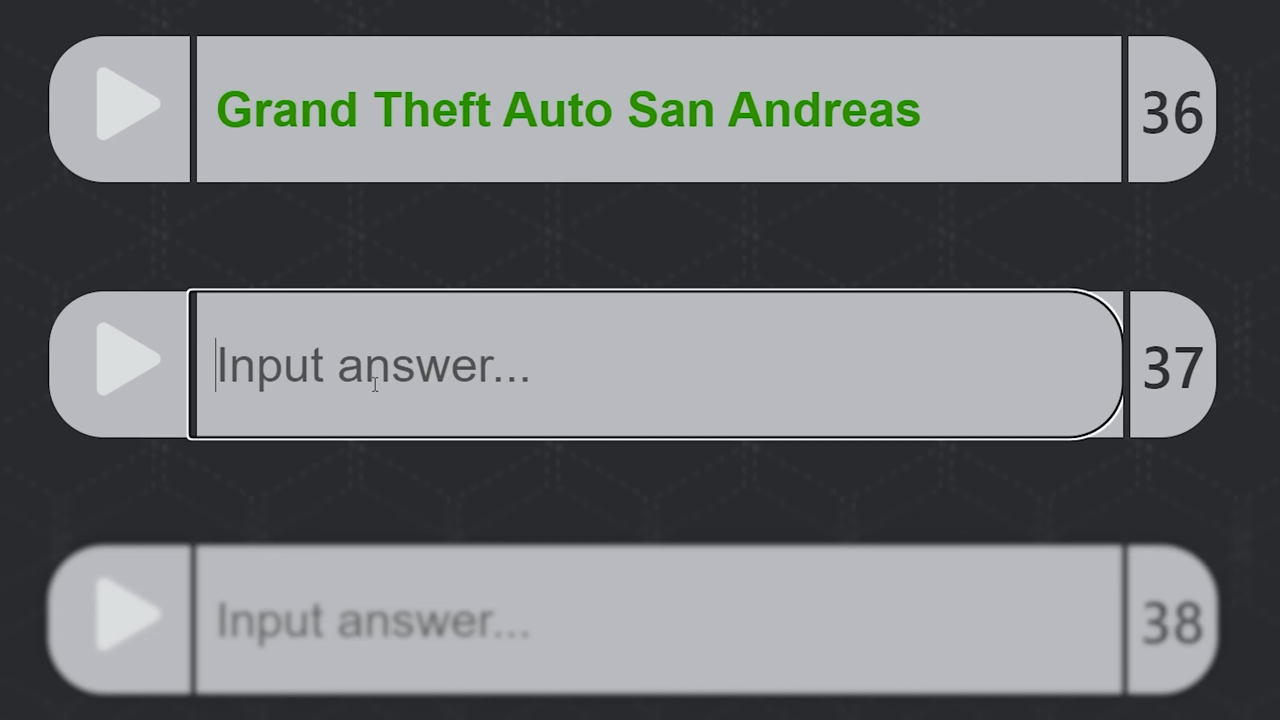 Grand Theft Auto San Andreas 36
Input answer... 37
Input answer... 38